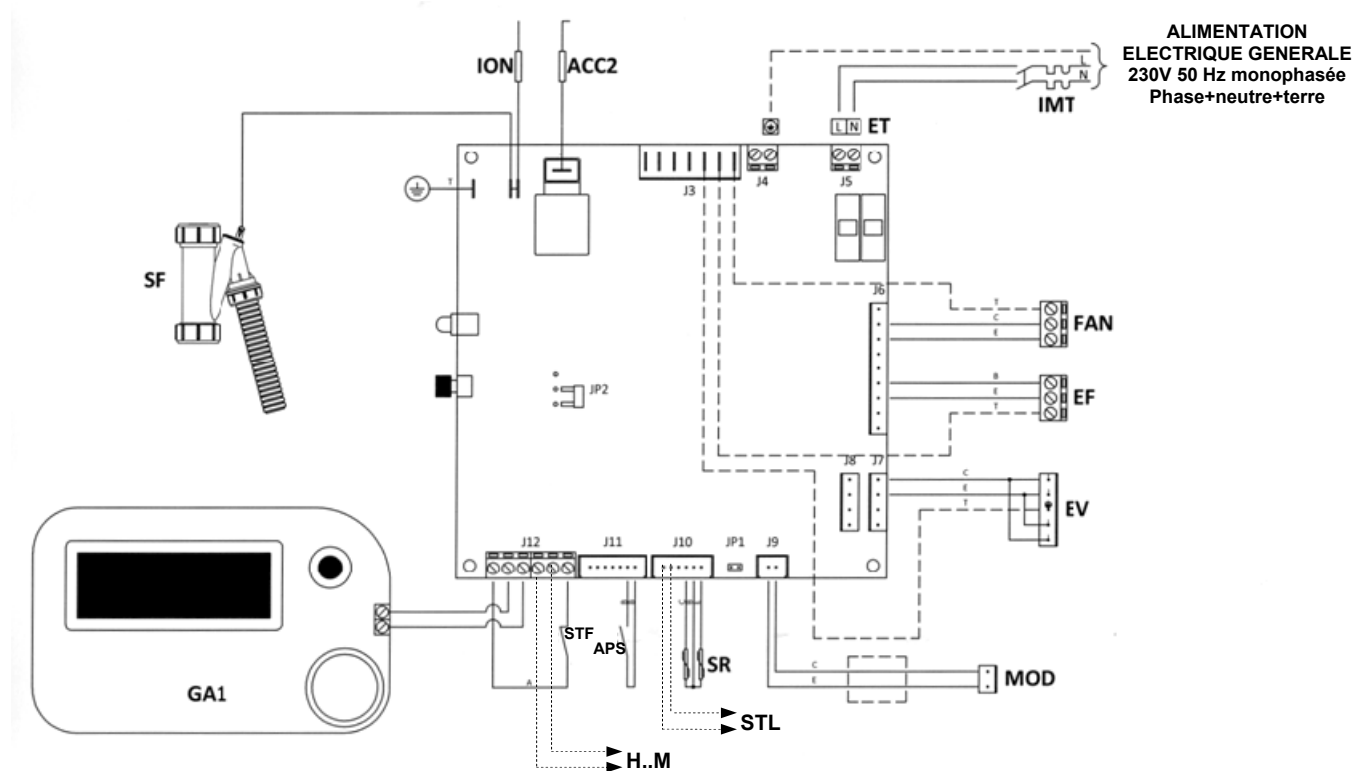 ALIMENTATION
ELECTRIQUE GENERALE
230V 50 Hz monophasée
Phase+neutre+terre
L
N
IMT
ION
ACC2
L N ET
J3
J4
J5
T
SF
J6
T
C
E
FAN
JP2
B
E
T
EF
J8
J7
C
E
T
EV
J12
J11
J10
JP1
J9
STF
APS
SR
A
C
E
MOD
GA1
STL
H..M